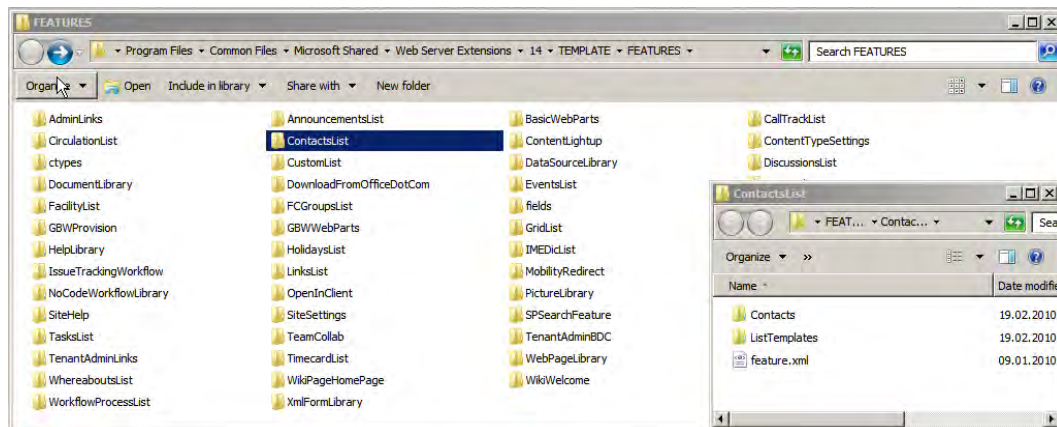 FEATURES
Program Files Common Files Microsoft Shared Web Server Extensions 14 TEMPLATE FEATURES Search FEATURES
Open Include in library Share with New folder
AdminLinks AnnouncementsList BasicWebParts CallTrackList
CirculationList ContactsList ContentLightup ContentTypeSettings
ctypes CustomList DataSourceLibrary DiscussionsList
DocumentLibrary DownloadFromOfficeDotCom EventsList
FacilityList FCGroupsList fields
GBWProvision GBWWebParts GridList
HelpLibrary HolidaysList IMEDicList
IssueTrackingWorkflow LinksList MobilityRedirect
NoCodeWorkflowLibrary OpenInClient PictureLibrary
SiteHelp SiteSettings SPSearchFeature
TasksList TeamCollab TenantAdminBDC
TenantAdminLinks TimecardList WebPageLibrary
WhereaboutsList WikiPageHomePage WikiWelcome
WorkflowProcessList XmlFormLibrary
ContactsList
FEAT... Contac... Sea
Organize »
Name Date modifie
Contacts 19.02.2010
ListTemplates 19.02.2010
feature.xml 09.01.2010